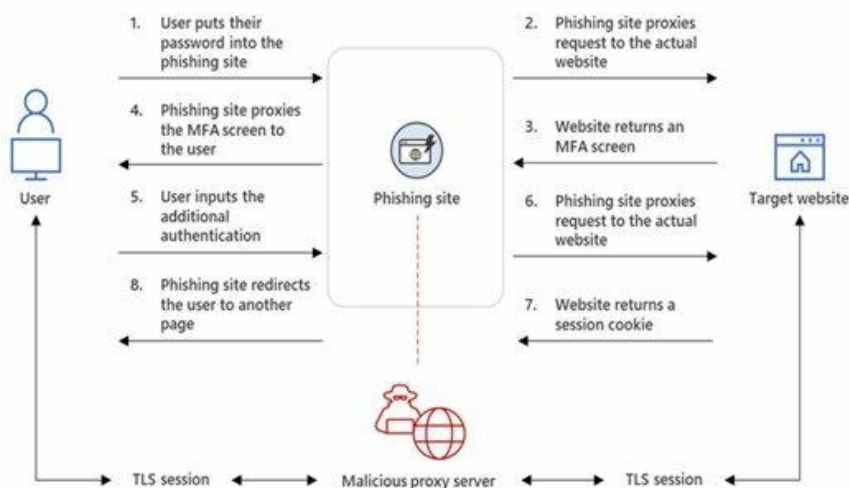 1. User puts their
password into the
phishing site
2. Phishing site proxies
request to the actual
website
4. Phishing site proxies
the MFA screen to
the user
3. Website returns an
MFA screen
User
Phishing site
Target website
5. User inputs the
additional
authentication
6. Phishing site proxies
request to the actual
website
8. Phishing site redirects
the user to another
page
7. Website returns a
session cookie
TLS session
Malicious proxy server
TLS session